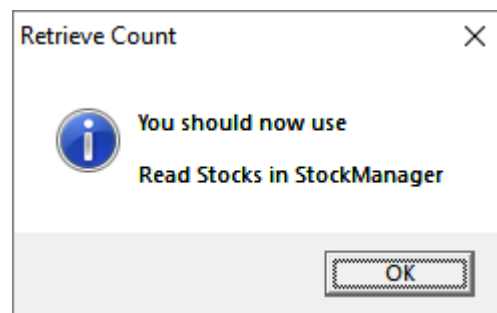 Retrieve Count
You should now use
Read Stocks in StockManager
OK